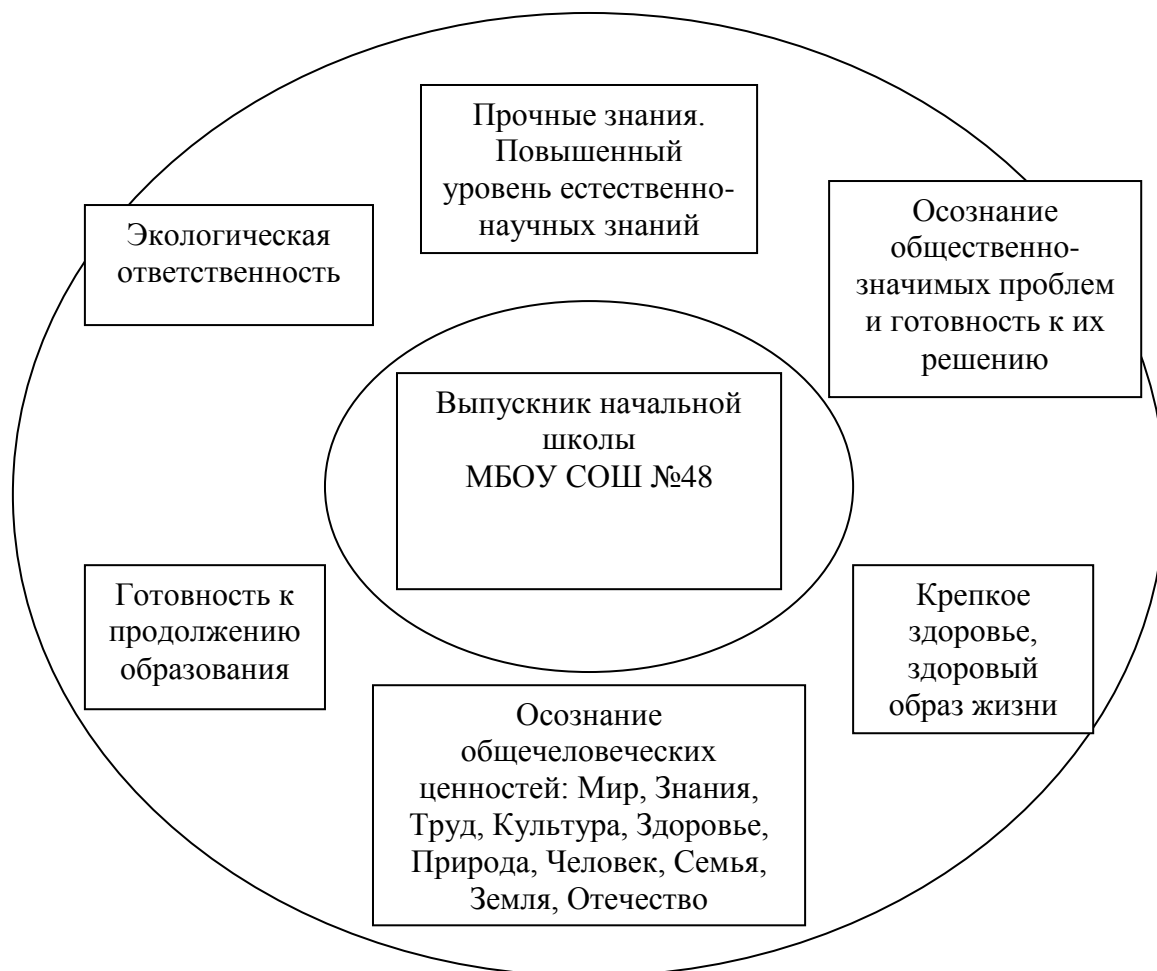 Прочные знания.
Повышенный
уровень естественно-
научных знаний
Экологическая
ответственность
Осознание
общественно-
значимых проблем
и готовность к их
решению
Выпускник начальной
школы
МБОУ СОШ №48
Готовность к
продолжению
образования
Крепкое
здоровье,
здоровый
образ жизни
Осознание
общечеловеческих
ценностей: Мир, Знания,
Труд, Культура, Здоровье,
Природа, Человек, Семья,
Земля, Отечество